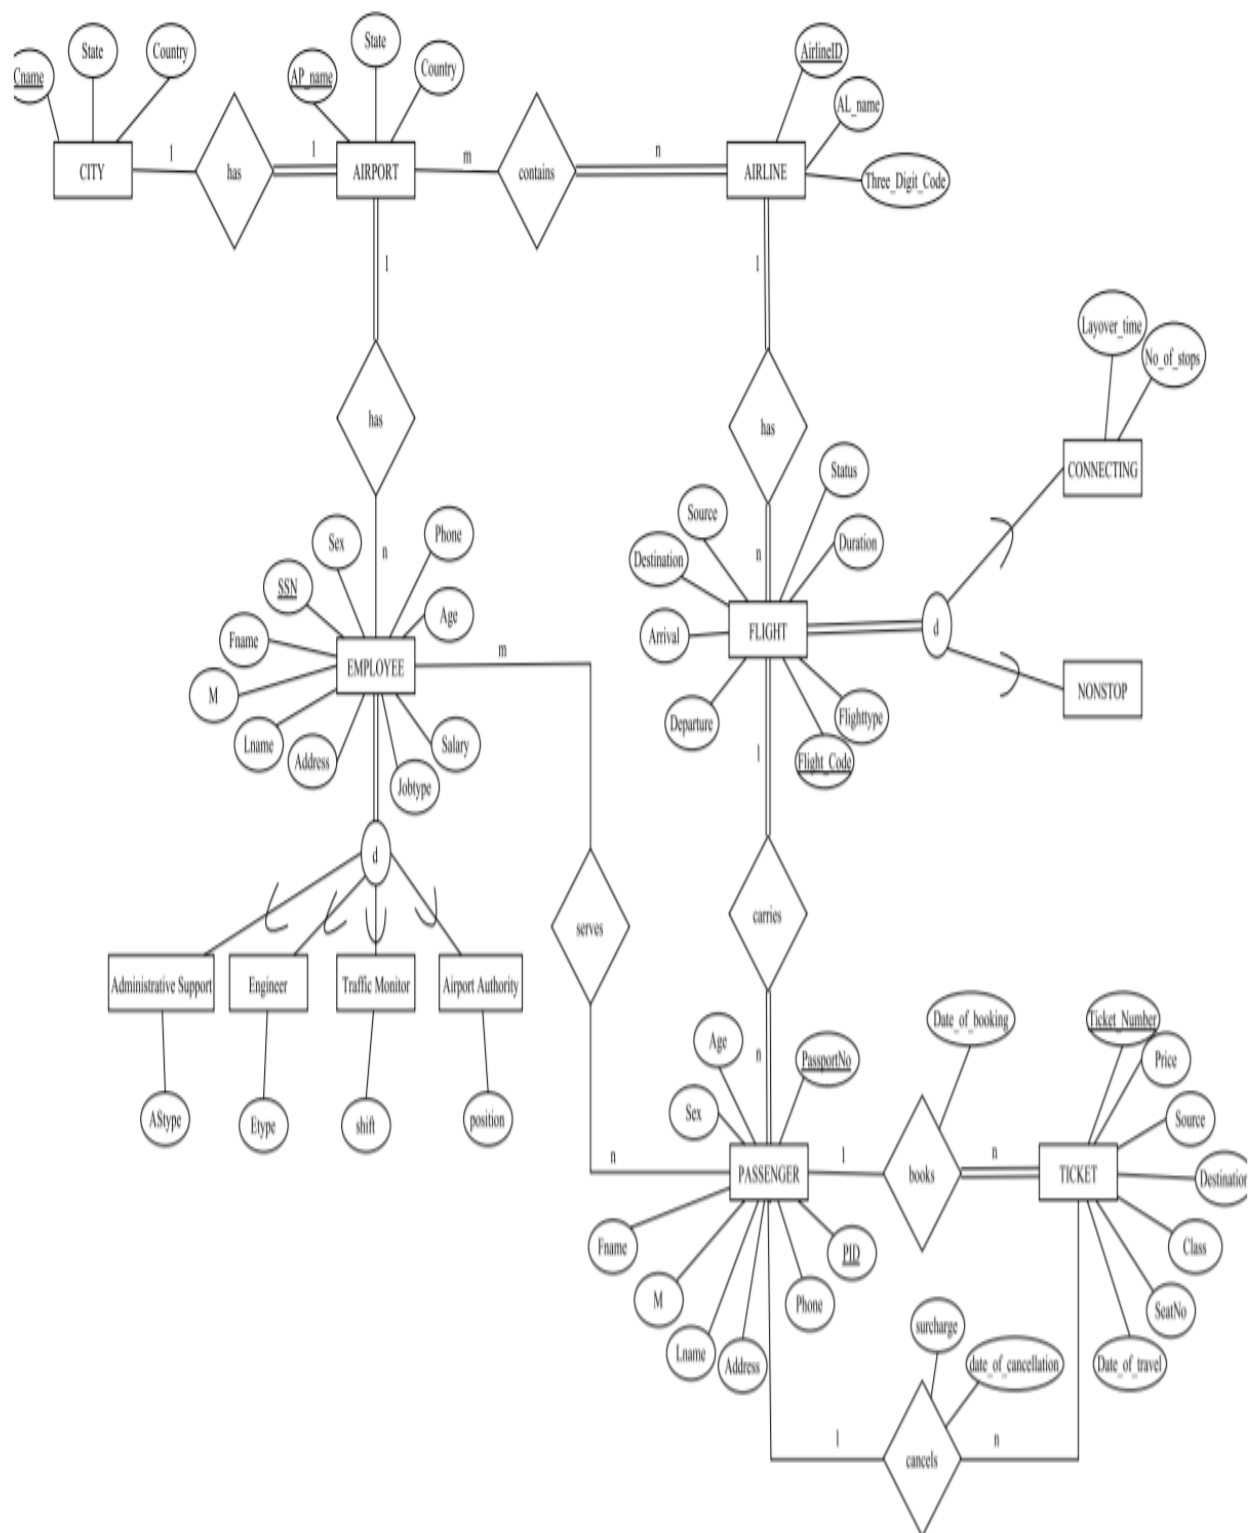 Cname
State
Country
AP_name
State
Country
AirlineID
AL_name
Three_Digit_Code
CITY
1
has
1
AIRPORT
m
contains
n
AIRLINE
1
1
has
has
Layover_time
No_of_stops
CONNECTING
n
n
Sex
Phone
SSN
Age
Fname
M
Lname
Address
Jobtype
Salary
EMPLOYEE
m
Source
Status
Destination
Duration
Arrival
FLIGHT
d
Departure
Flighttype
Flight_Code
NONSTOP
1
d
serves
carries
Administrative Support
Engineer
Traffic Monitor
Airport Authority
AStype
Etype
shift
position
n
n
Age
PassportNo
Sex
PASSENGER
Fname
M
Lname
Address
Phone
PID
1
books
n
Date_of_booking
TICKET
Ticket_Number
Price
Source
Destination
Class
SeatNo
Date_of_travel
surcharge
date_of_cancellation
1
cancels
n